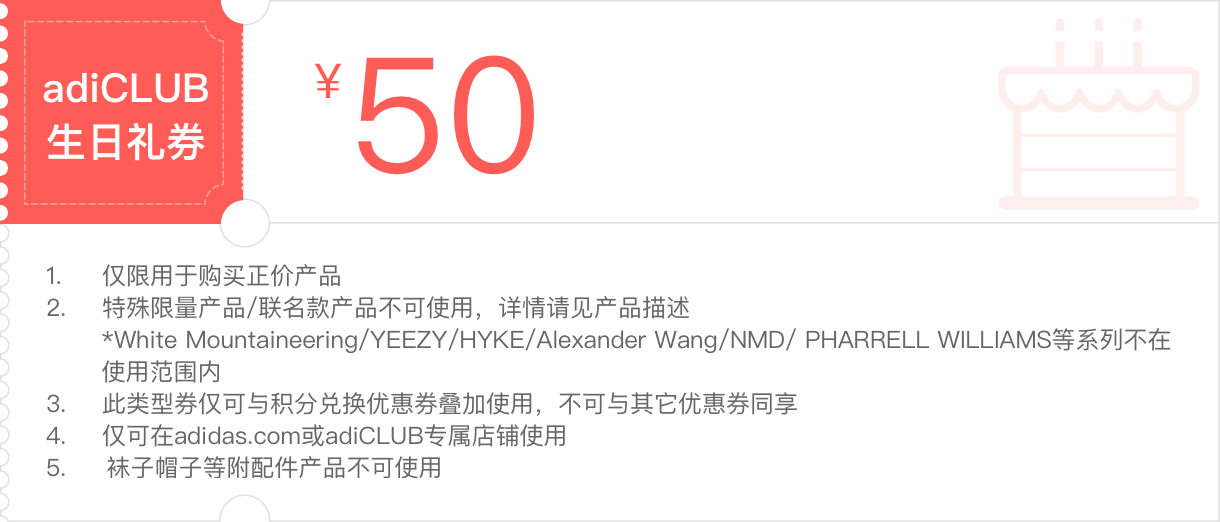 adiCLUB
生日礼券
¥50
1. 仅限用于购买正价产品
2. 特殊限量产品/联名款产品不可使用，详情请见产品描述
*White Mountaineering/YEEZY/HYKE/Alexander Wang/NMD/ PHARRELL WILLIAMS等系列不在
使用范围内
3. 此类型券仅可与积分兑换优惠券叠加使用，不可与其它优惠券同享
4. 仅可在adidas.com或adiCLUB专属店铺使用
5. 袜子帽子等附配件产品不可使用